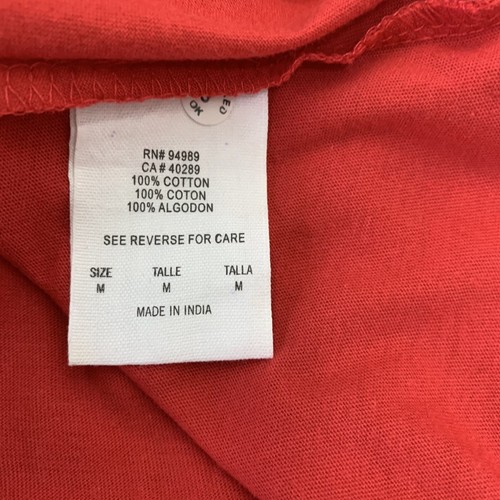 OK
RN# 94989
CA # 40289
100% COTTON
100% COTON
100% ALGODON
SEE REVERSE FOR CARE
SIZE TALLE TALLA
M M M
MADE IN INDIA